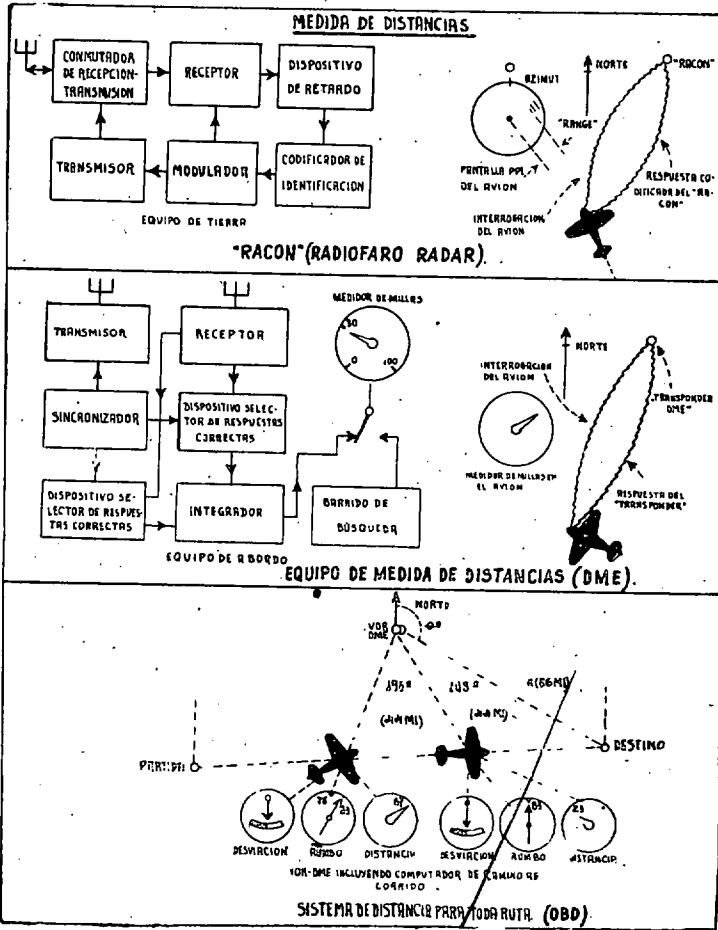 MEDIDA DE DISTANCIAS
CONMUTADOR
DE RECEPCION-
TRANSMISION
RECEPTOR
DISPOSITIVO
DE RETARDO
TRANSMISOR
MODULADOR
CODIFICADOR DE
IDENTIFICACION
EQUIPO DE TIERRA
AZIMUT
"RANGE"
PANTALLA PPI
DEL AVION
NORTE
"RACON"
RESPUESTA CO-
DIFICADA DEL "RA-
CON"
INTERROGACION
DEL AVION
"RACON" (RADIOFARO RADAR).
TRANSMISOR
RECEPTOR
SINCRONIZADOR
DISPOSITIVO SELEC-
TOR DE RESPUESTAS
CORRECTAS
DISPOSITIVO SE-
LECTOR DE RESPUES-
TAS CORRECTAS
INTEGRADOR
BARRIDO DE
BÚSQUEDA
EQUIPO DE A BORDO
MEDIDOR DE MILLAS
0
100
NORTE
INTERROGACION
DEL AVION
"TRANSPONDER
DME"
MEDIDOR DE MILLAS EN
EL AVION
RESPUESTA DEL
"TRANSPONDER"
EQUIPO DE MEDIDA DE DISTANCIAS (DME).
NORTE
VOR
DME
PARTIDA
DESTINO
DESVIACION
RUMBO
DISTANCIA
DESVIACION
RUMBO
DISTANCIA
VOR-DME INCLUYENDO COMPUTADOR DE CAMINO RE
CORRIDO
SISTEMA DE DISTANCIA PARA TODA RUTA. (OBD)